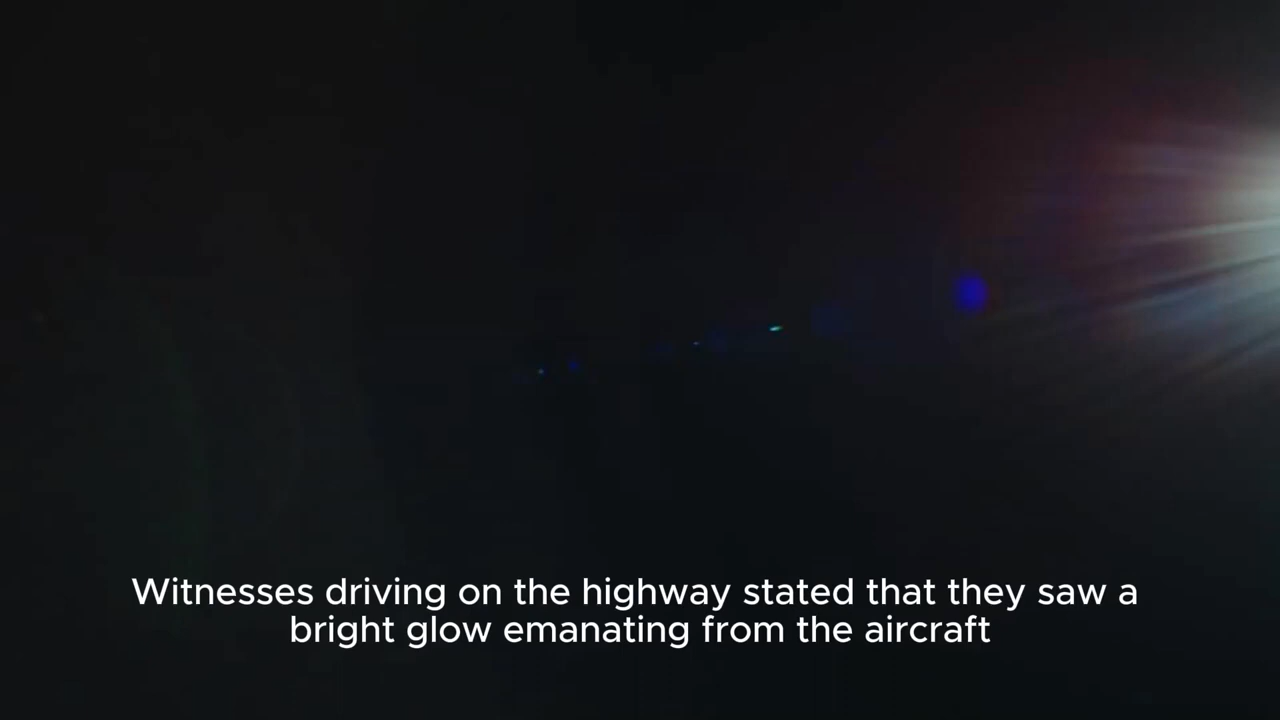 Witnesses driving on the highway stated that they saw a
bright glow emanating from the aircraft